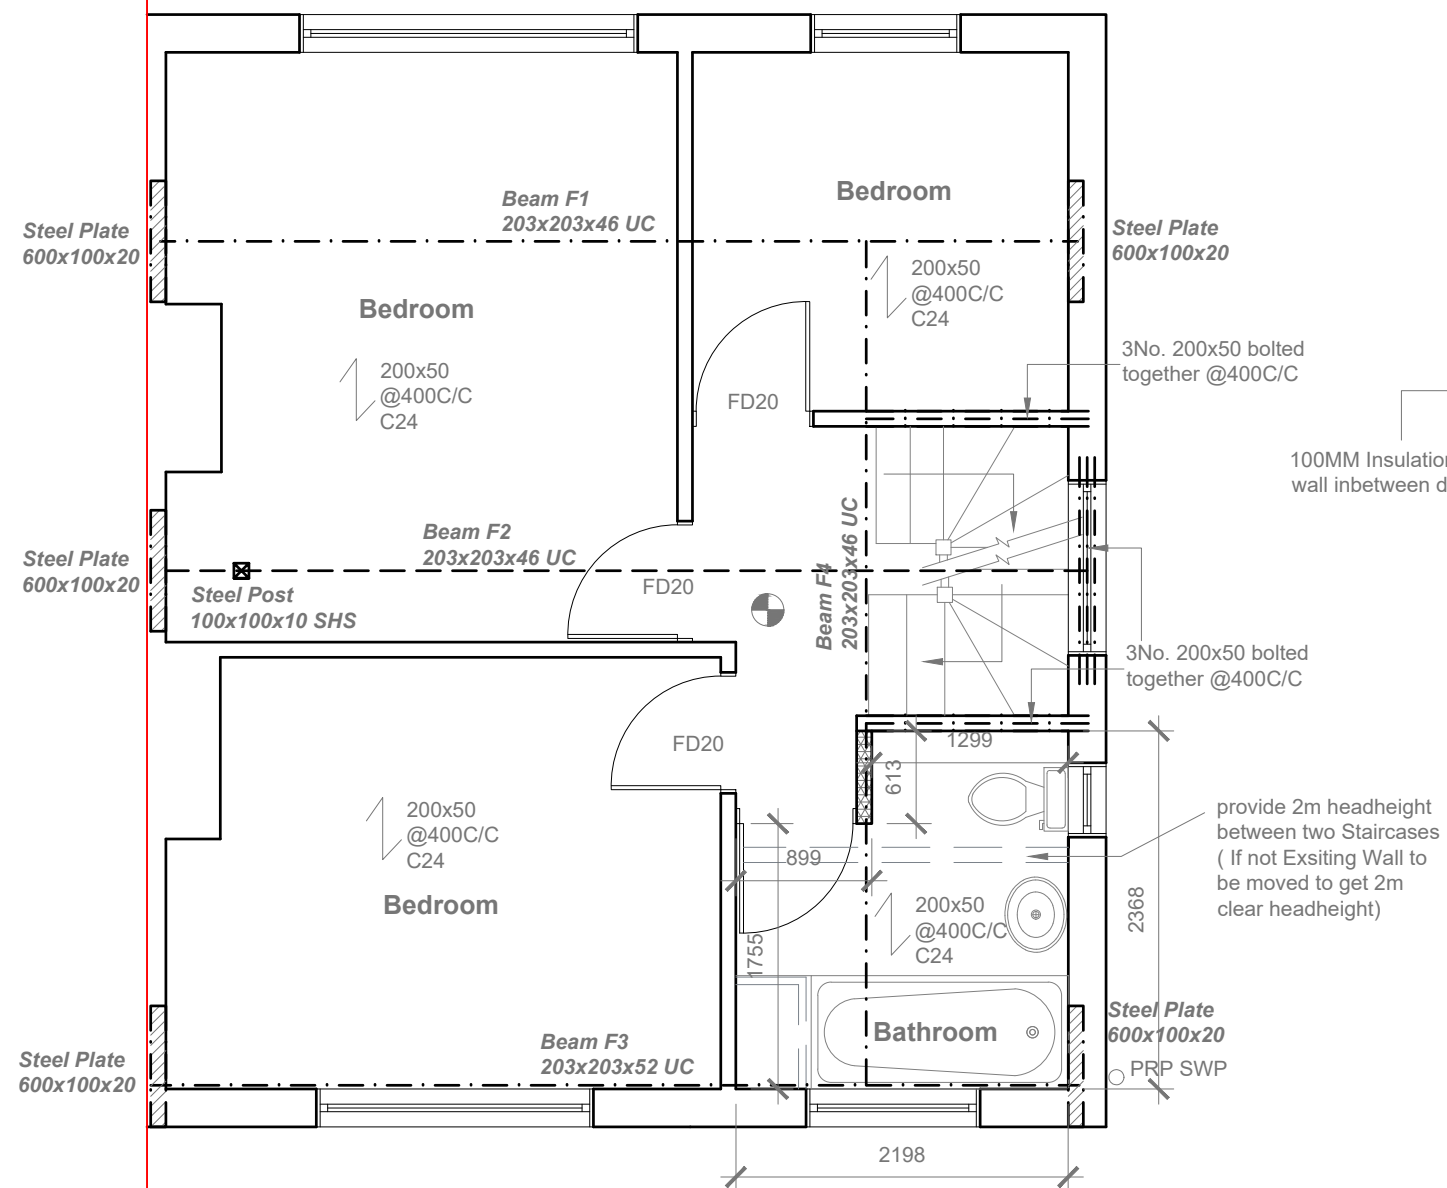 Beam F1
203x203x46 UC
Bedroom
Steel Plate
600x100x20
Steel Plate
600x100x20
200x50
@400C/C
C24
Bedroom
3No. 200x50 bolted
together @400C/C
200x50
@400C/C
C24
FD20
100MM Insulation
wall inbetween d
Beam F2
203x203x46 UC
Beam F4
203x203x46 UC
Steel Plate
600x100x20
FD20
Steel Post
100x100x10 SHS
3No. 200x50 bolted
together @400C/C
FD20
1299
613
200x50
@400C/C
C24
provide 2m headheight
between two Staircases
( If not Exsiting Wall to
be moved to get 2m
clear headheight)
899
2368
Bedroom
200x50
@400C/C
C24
1755
Bathroom
Steel Plate
600x100x20
Beam F3
203x203x52 UC
Steel Plate
600x100x20
PRP SWP
2198